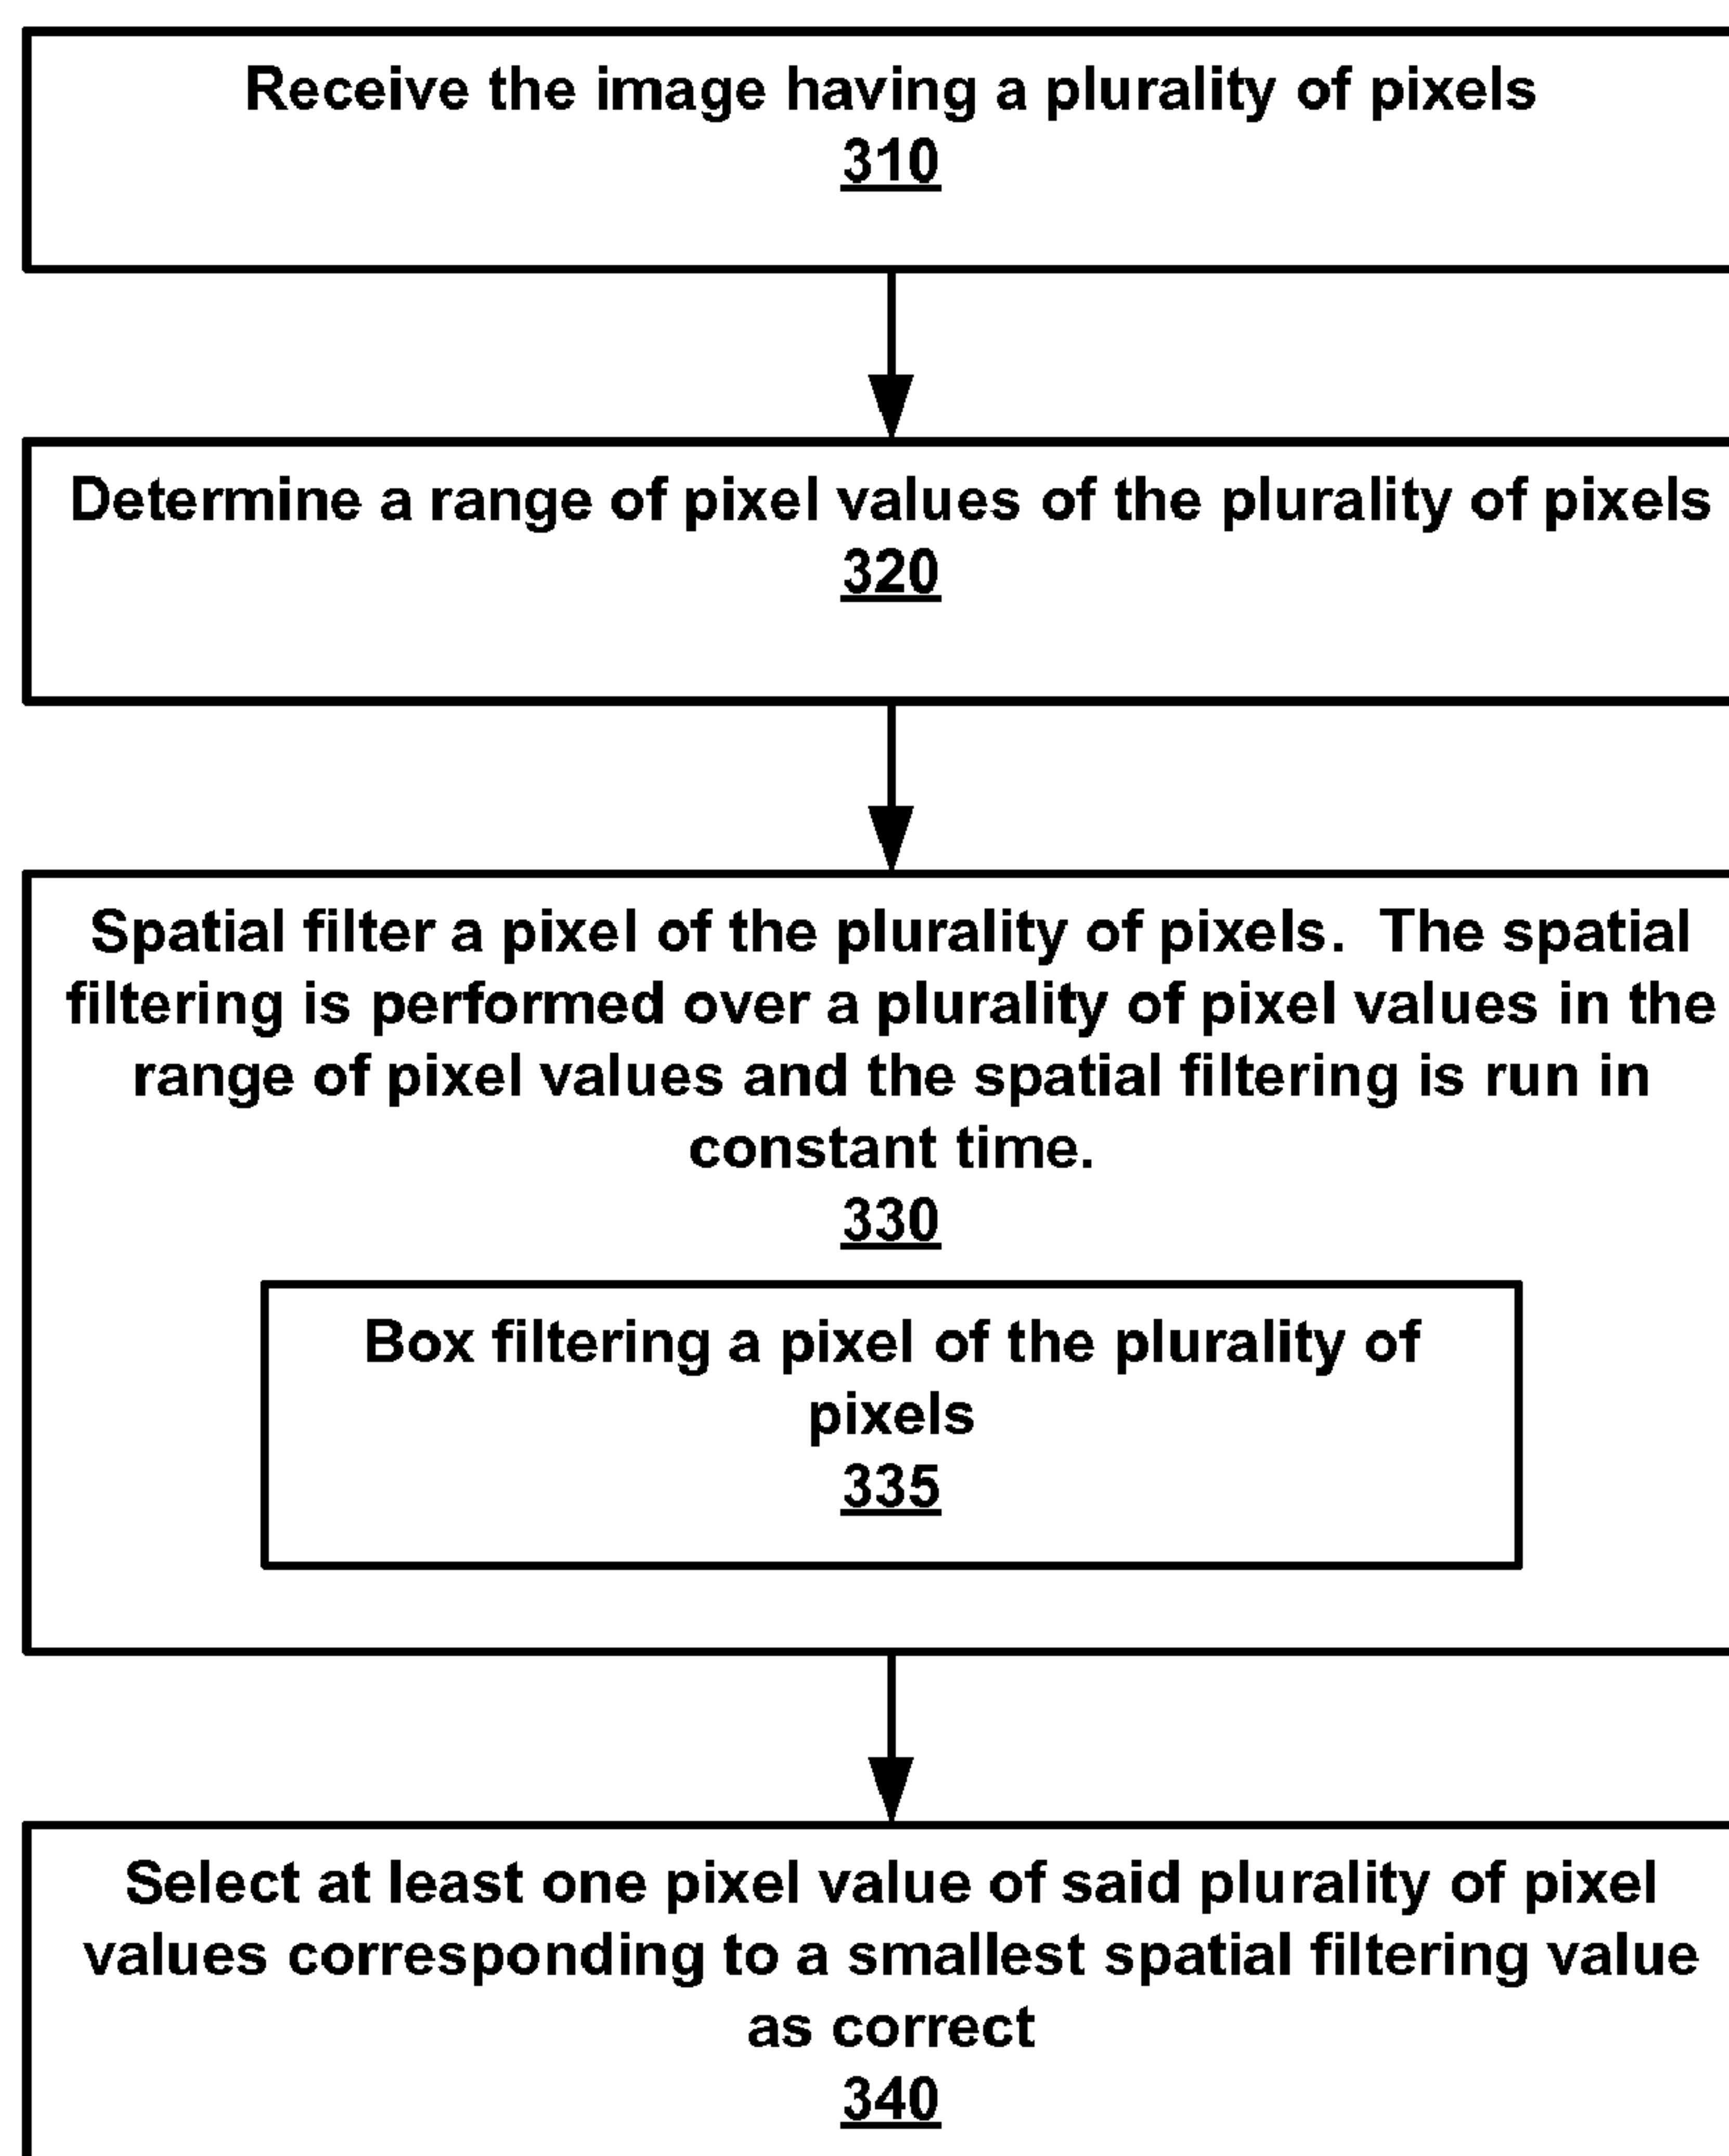 Receive the image having a plurality of pixels
310
Determine a range of pixel values of the plurality of pixels
320
Spatial filter a pixel of the plurality of pixels. The spatial
filtering is performed over a plurality of pixel values in the
range of pixel values and the spatial filtering is run in
constant time.
330
Box filtering a pixel of the plurality of
pixels
335
Select at least one pixel value of said plurality of pixel
values corresponding to a smallest spatial filtering value
as correct
340